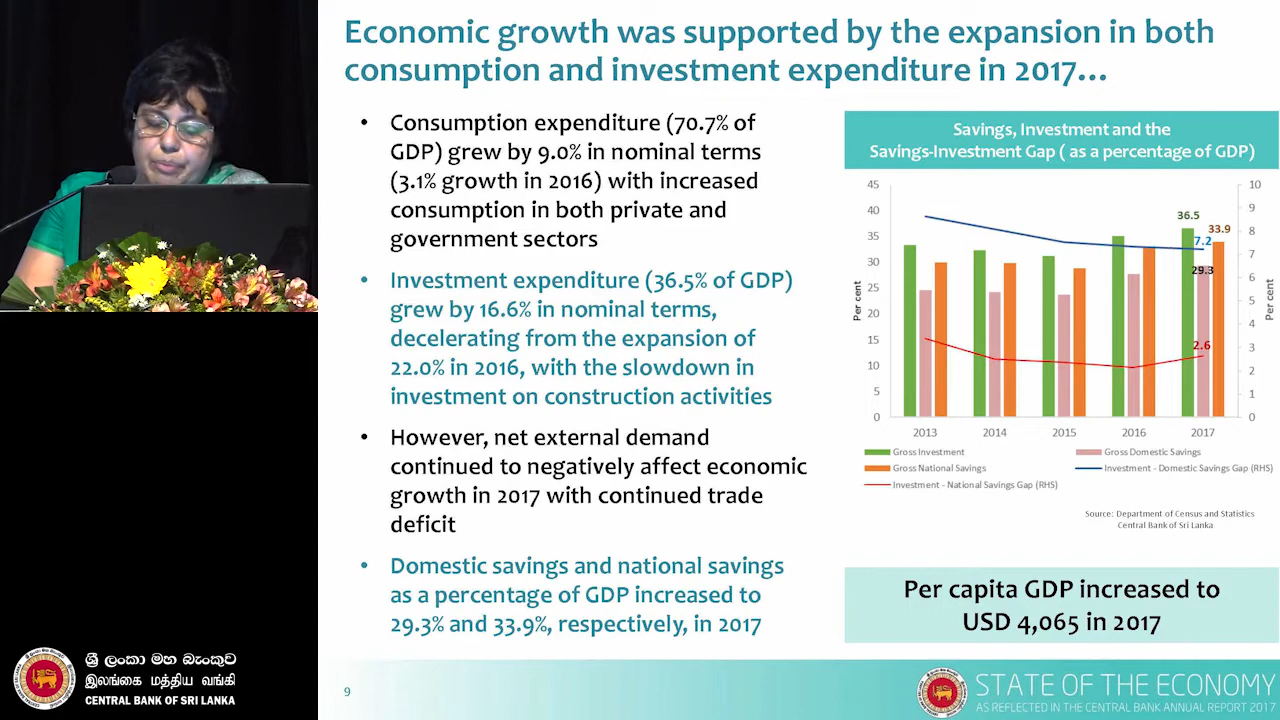 Economic growth was supported by the expansion in both
consumption and investment expenditure in 2017…
• Consumption expenditure (70.7% of
GDP) grew by 9.0% in nominal terms
(3.1% growth in 2016) with increased
consumption in both private and
government sectors
• Investment expenditure (36.5% of GDP)
grew by 16.6% in nominal terms,
decelerating from the expansion of
22.0% in 2016, with the slowdown in
investment on construction activities
• However, net external demand
continued to negatively affect economic
growth in 2017 with continued trade
deficit
• Domestic savings and national savings
as a percentage of GDP increased to
29.3% and 33.9%, respectively, in 2017
Savings, Investment and the
Savings-Investment Gap ( as a percentage of GDP)
45
40
35
30
25
20
15
10
5
0
Per cent
10
9
8
7
6
5
4
3
2
1
0
Per cent
36.5
33.9
7.2
29.3
2.6
2013 2014 2015 2016 2017
Gross Investment Gross Domestic Savings
Gross National Savings Investment - Domestic Savings Gap (RHS)
Investment - National Savings Gap (RHS)
Source: Department of Census and Statistics
Central Bank of Sri Lanka
Per capita GDP increased to
USD 4,065 in 2017
ශ්‍රී ලංකා මහ බැංකුව
இலங்கை மத்திய வங்கி
CENTRAL BANK OF SRI LANKA
9
STATE OF THE ECONOMY
AS REFLECTED IN THE CENTRAL BANK ANNUAL REPORT 2017